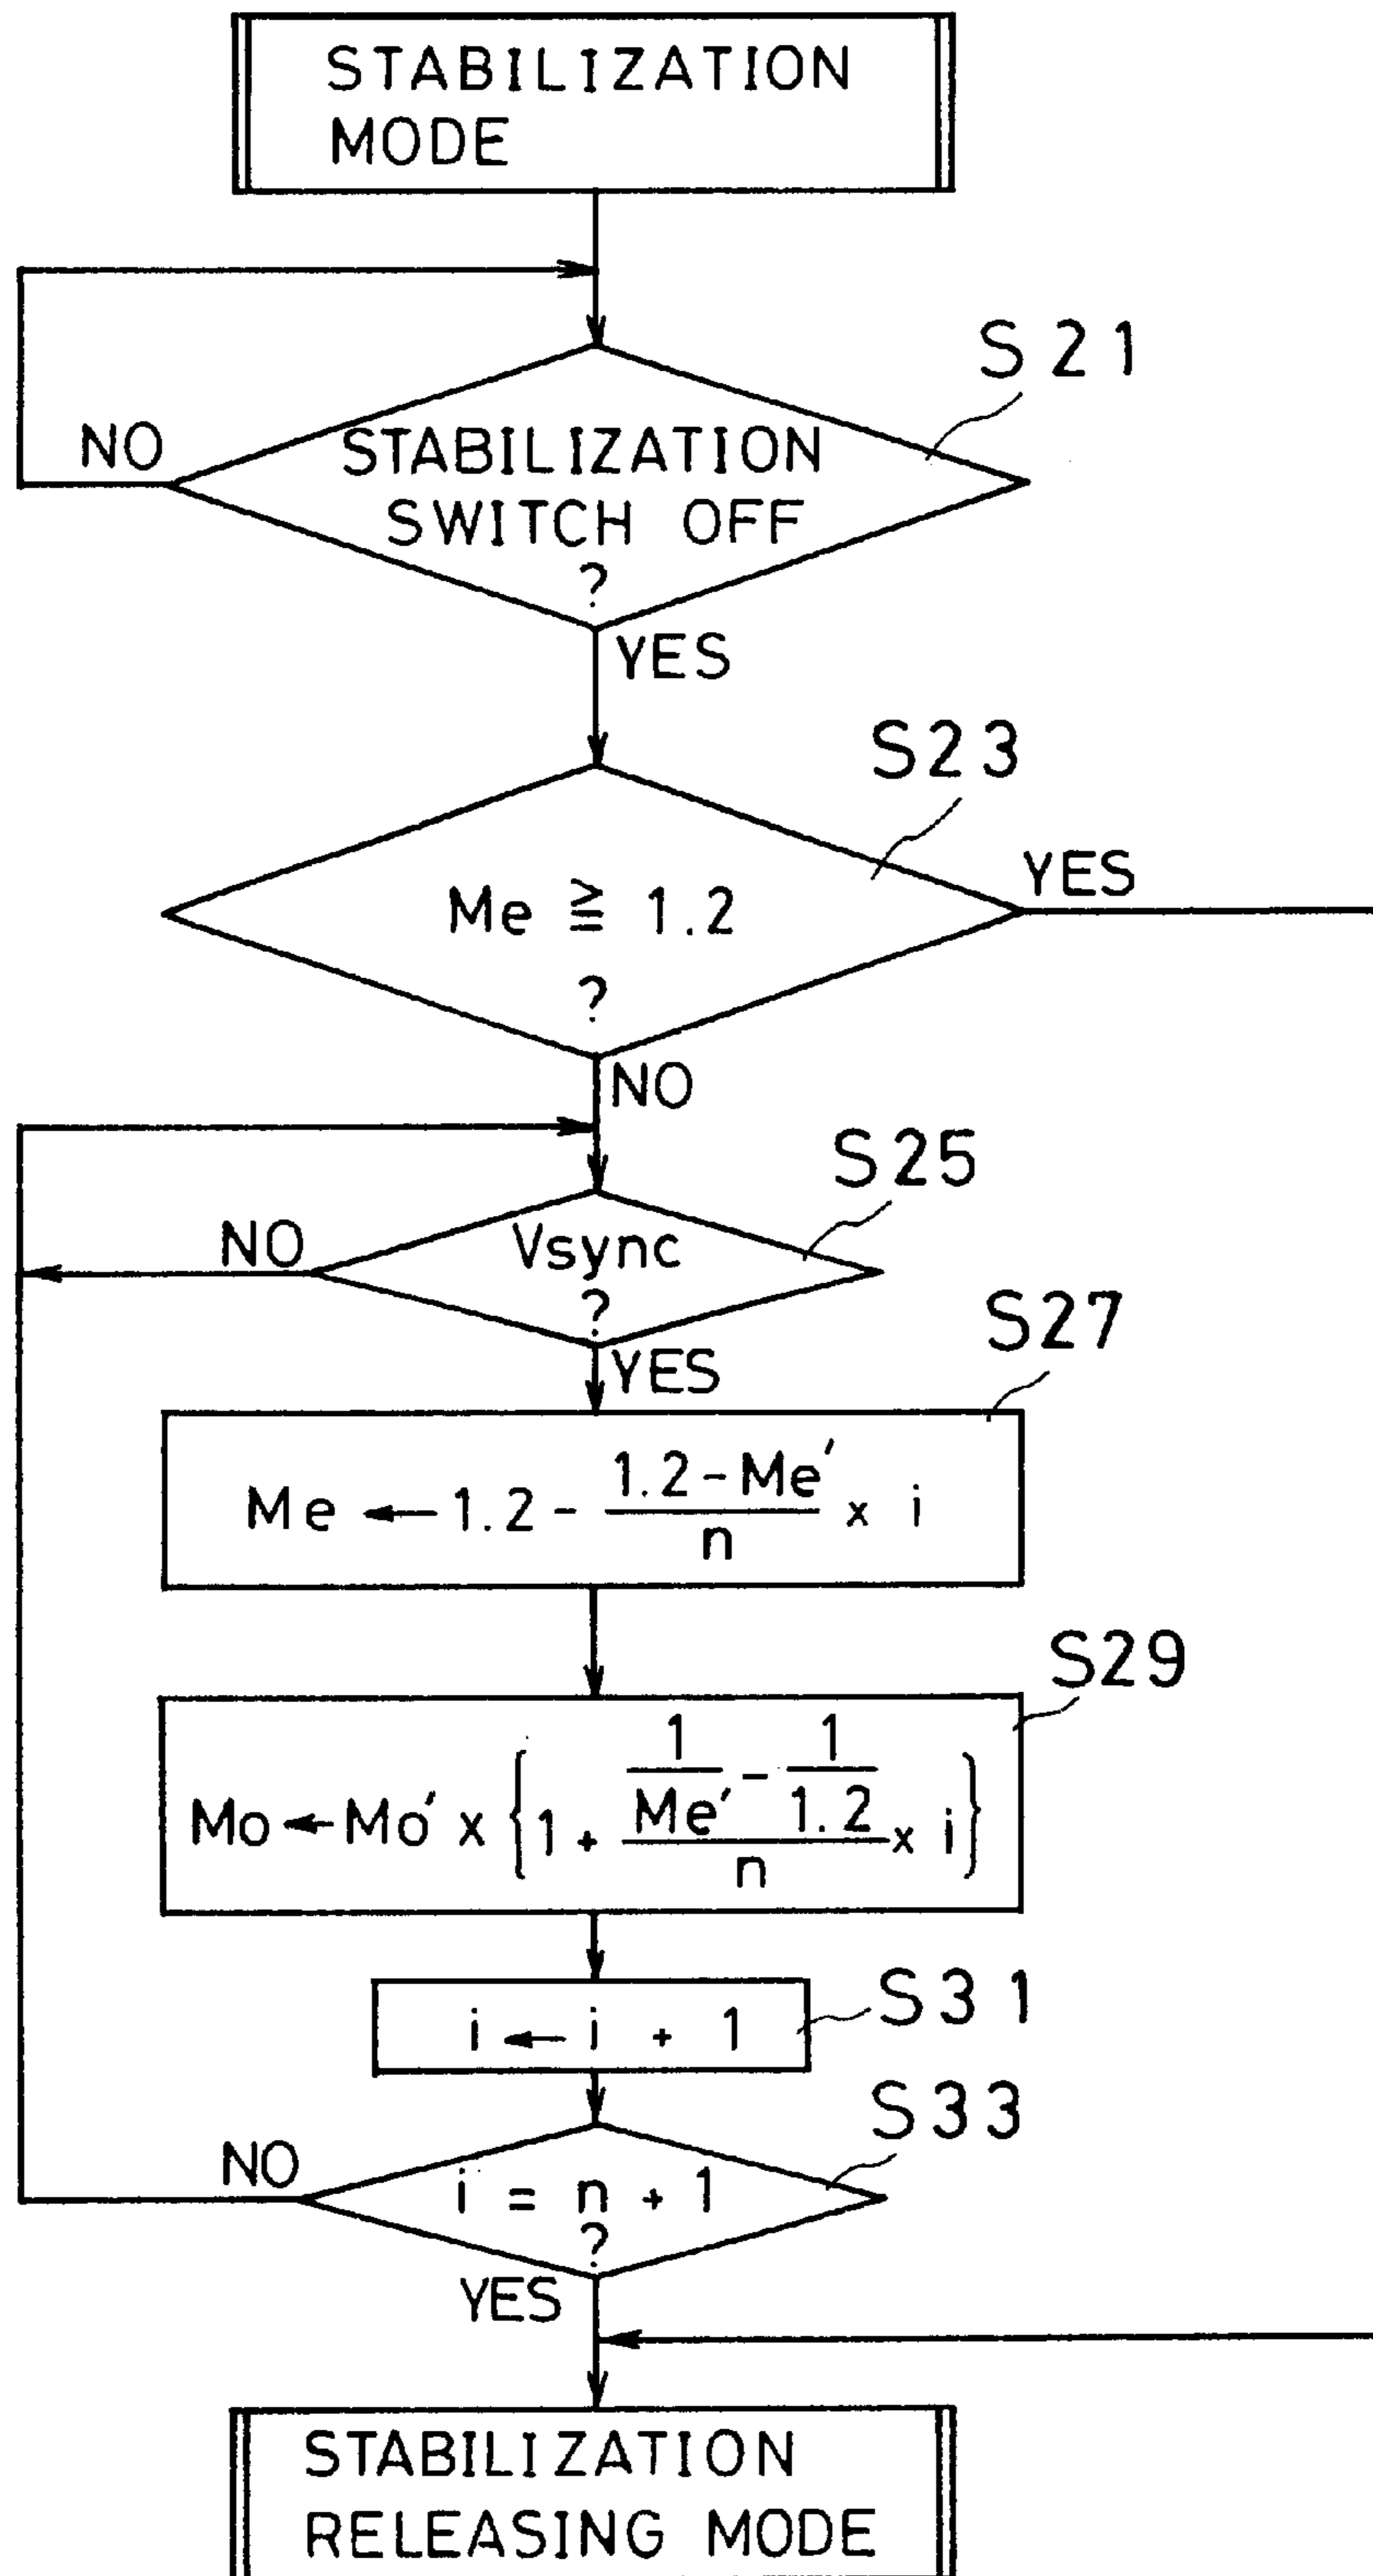 STABILIZATION
MODE
S21
NO
STABILIZATION
SWITCH OFF
?
YES
S23
YES
Me ≧ 1.2
?
NO
S25
NO
Vsync
?
YES
S27
Me ← 1.2 - (1.2 - Me′)/n × i
S29
Mo ← Mo′ × {1 + (1/Me′ - 1/1.2)/n × i}
S31
i ← i + 1
S33
NO
i = n + 1
?
YES
STABILIZATION
RELEASING MODE